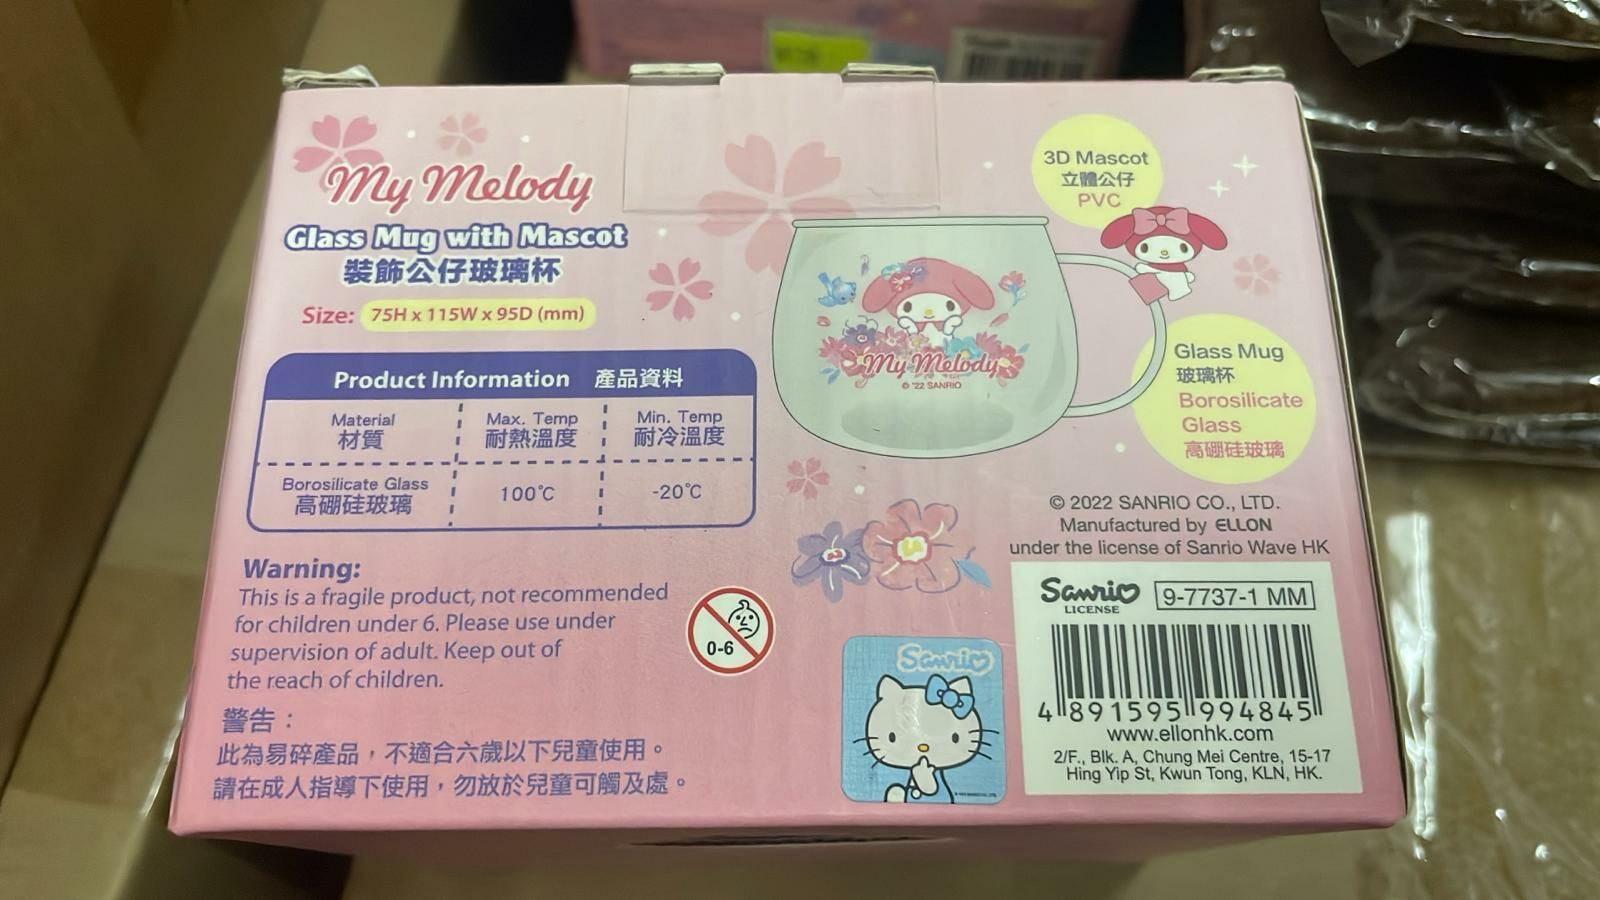 My Melody
Glass Mug with Mascot
裝飾公仔玻璃杯
Size: 75H x 115W x 95D (mm)
Product Information 產品資料
Material
材質
Max. Temp
耐熱溫度
Min. Temp
耐冷溫度
Borosilicate Glass
高硼硅玻璃
100℃
-20℃
Warning:
This is a fragile product, not recommended
for children under 6. Please use under
supervision of adult. Keep out of
the reach of children.
警告：
此為易碎產品，不適合六歲以下兒童使用。
請在成人指導下使用，勿放於兒童可觸及處。
0-6
3D Mascot
立體公仔
PVC
My Melody
© '22 SANRIO
Glass Mug
玻璃杯
Borosilicate
Glass
高硼硅玻璃
© 2022 SANRIO CO., LTD.
Manufactured by ELLON
under the license of Sanrio Wave HK
Sanrio
Sanrio
LICENSE
9-7737-1 MM
4 891595 994845
www.ellonhk.com
2/F., Blk. A, Chung Mei Centre, 15-17
Hing Yip St, Kwun Tong, KLN, HK.